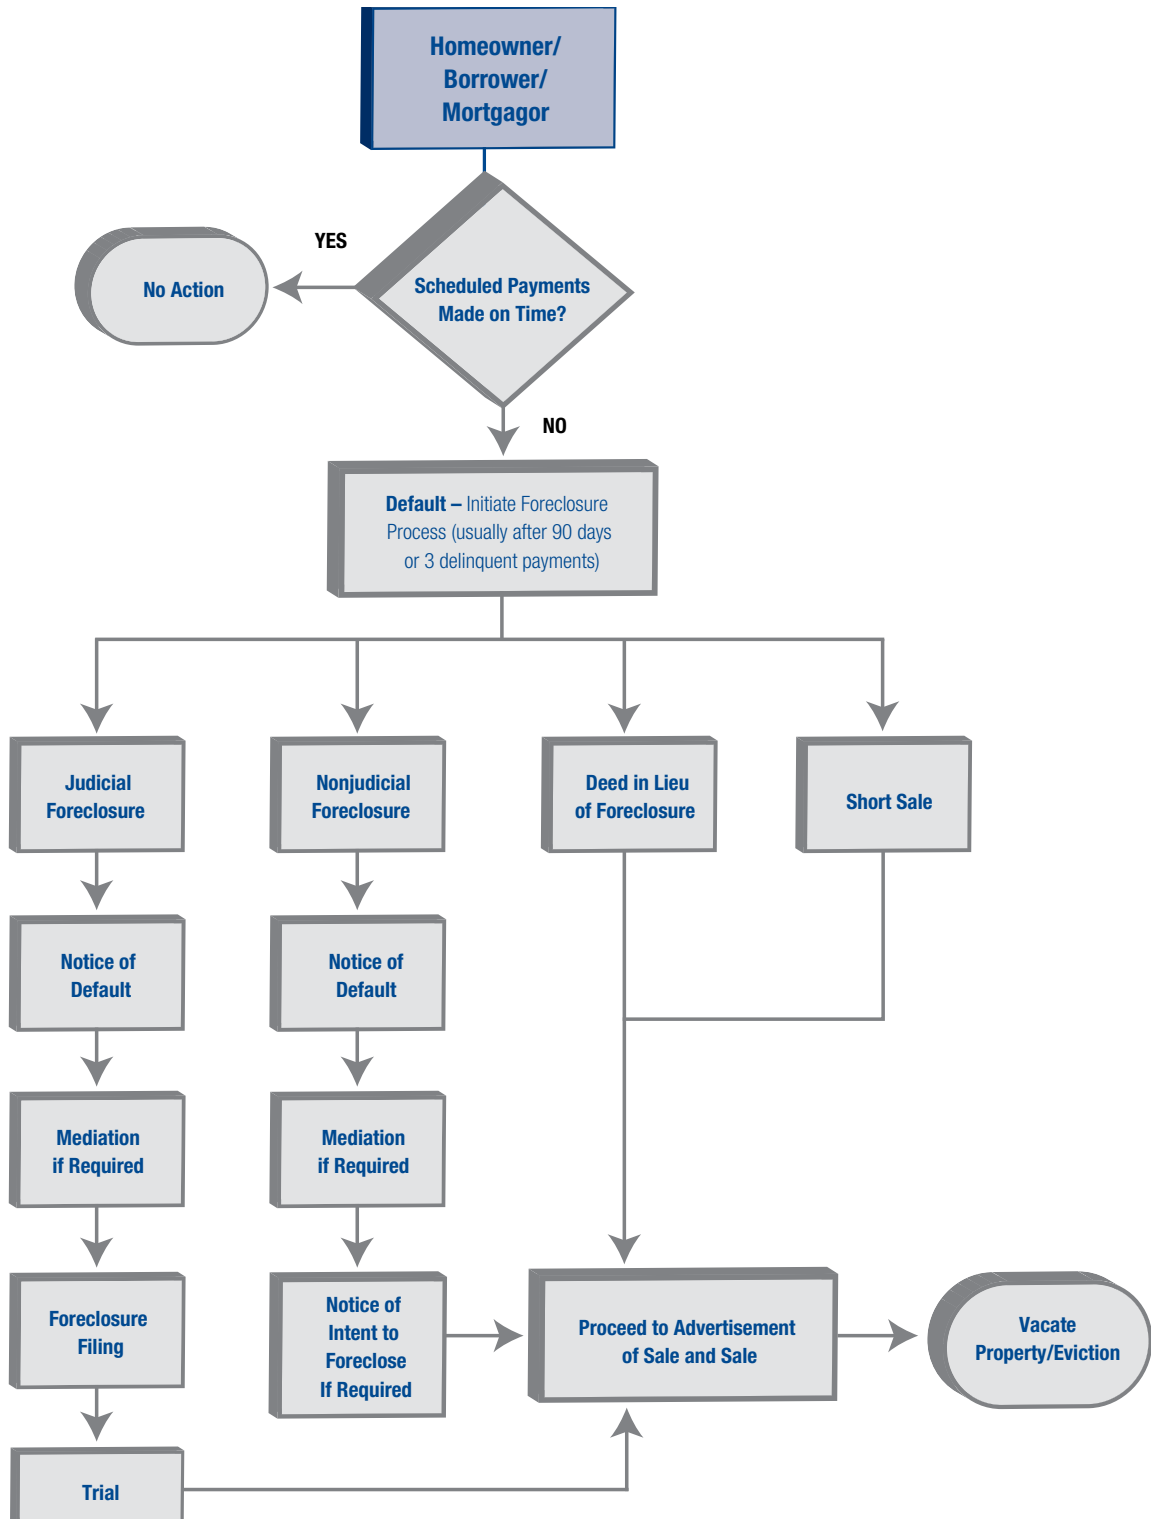 Homeowner/
Borrower/
Mortgagor
YES
No Action
Scheduled Payments
Made on Time?
NO
Default – Initiate Foreclosure
Process (usually after 90 days
or 3 delinquent payments)
Judicial
Foreclosure
Nonjudicial
Foreclosure
Deed in Lieu
of Foreclosure
Short Sale
Notice of
Default
Notice of
Default
Mediation
if Required
Mediation
if Required
Foreclosure
Filing
Notice of
Intent to
Foreclose
If Required
Proceed to Advertisement
of Sale and Sale
Vacate
Property/Eviction
Trial